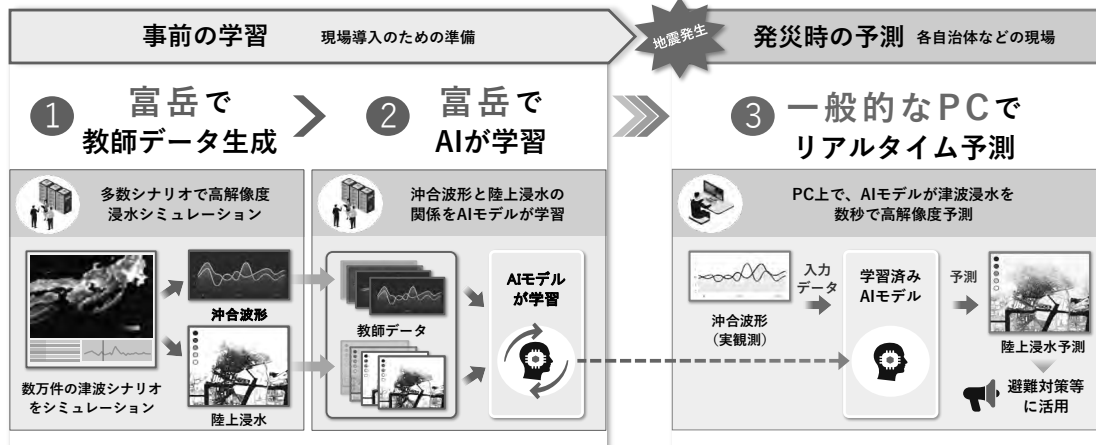 事前の学習 現場導入のための準備
地震発生
発災時の予測 各自治体などの現場
1 富岳で
教師データ生成
2 富岳で
AIが学習
3 一般的なPCで
リアルタイム予測
多数シナリオで高解像度
浸水シミュレーション
沖合波形
数万件の津波シナリオ
をシミュレーション
陸上浸水
沖合波形と陸上浸水の
関係をAIモデルが学習
教師データ
AIモデル
が学習
PC上で、AIモデルが津波浸水を
数秒で高解像度予測
沖合波形
(実観測)
入力
データ
学習済み
AIモデル
予測
陸上浸水予測
避難対策等
に活用